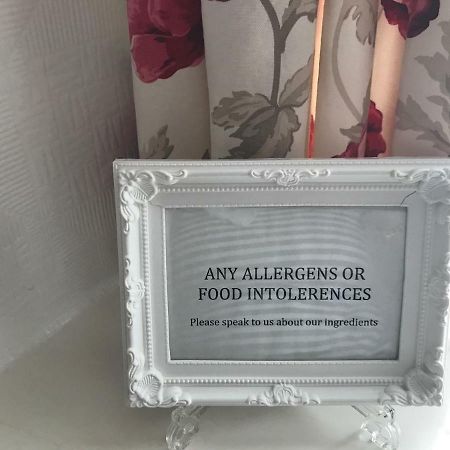 ANY ALLERGENS OR
FOOD INTOLERENCES
Please speak to us about our ingredients